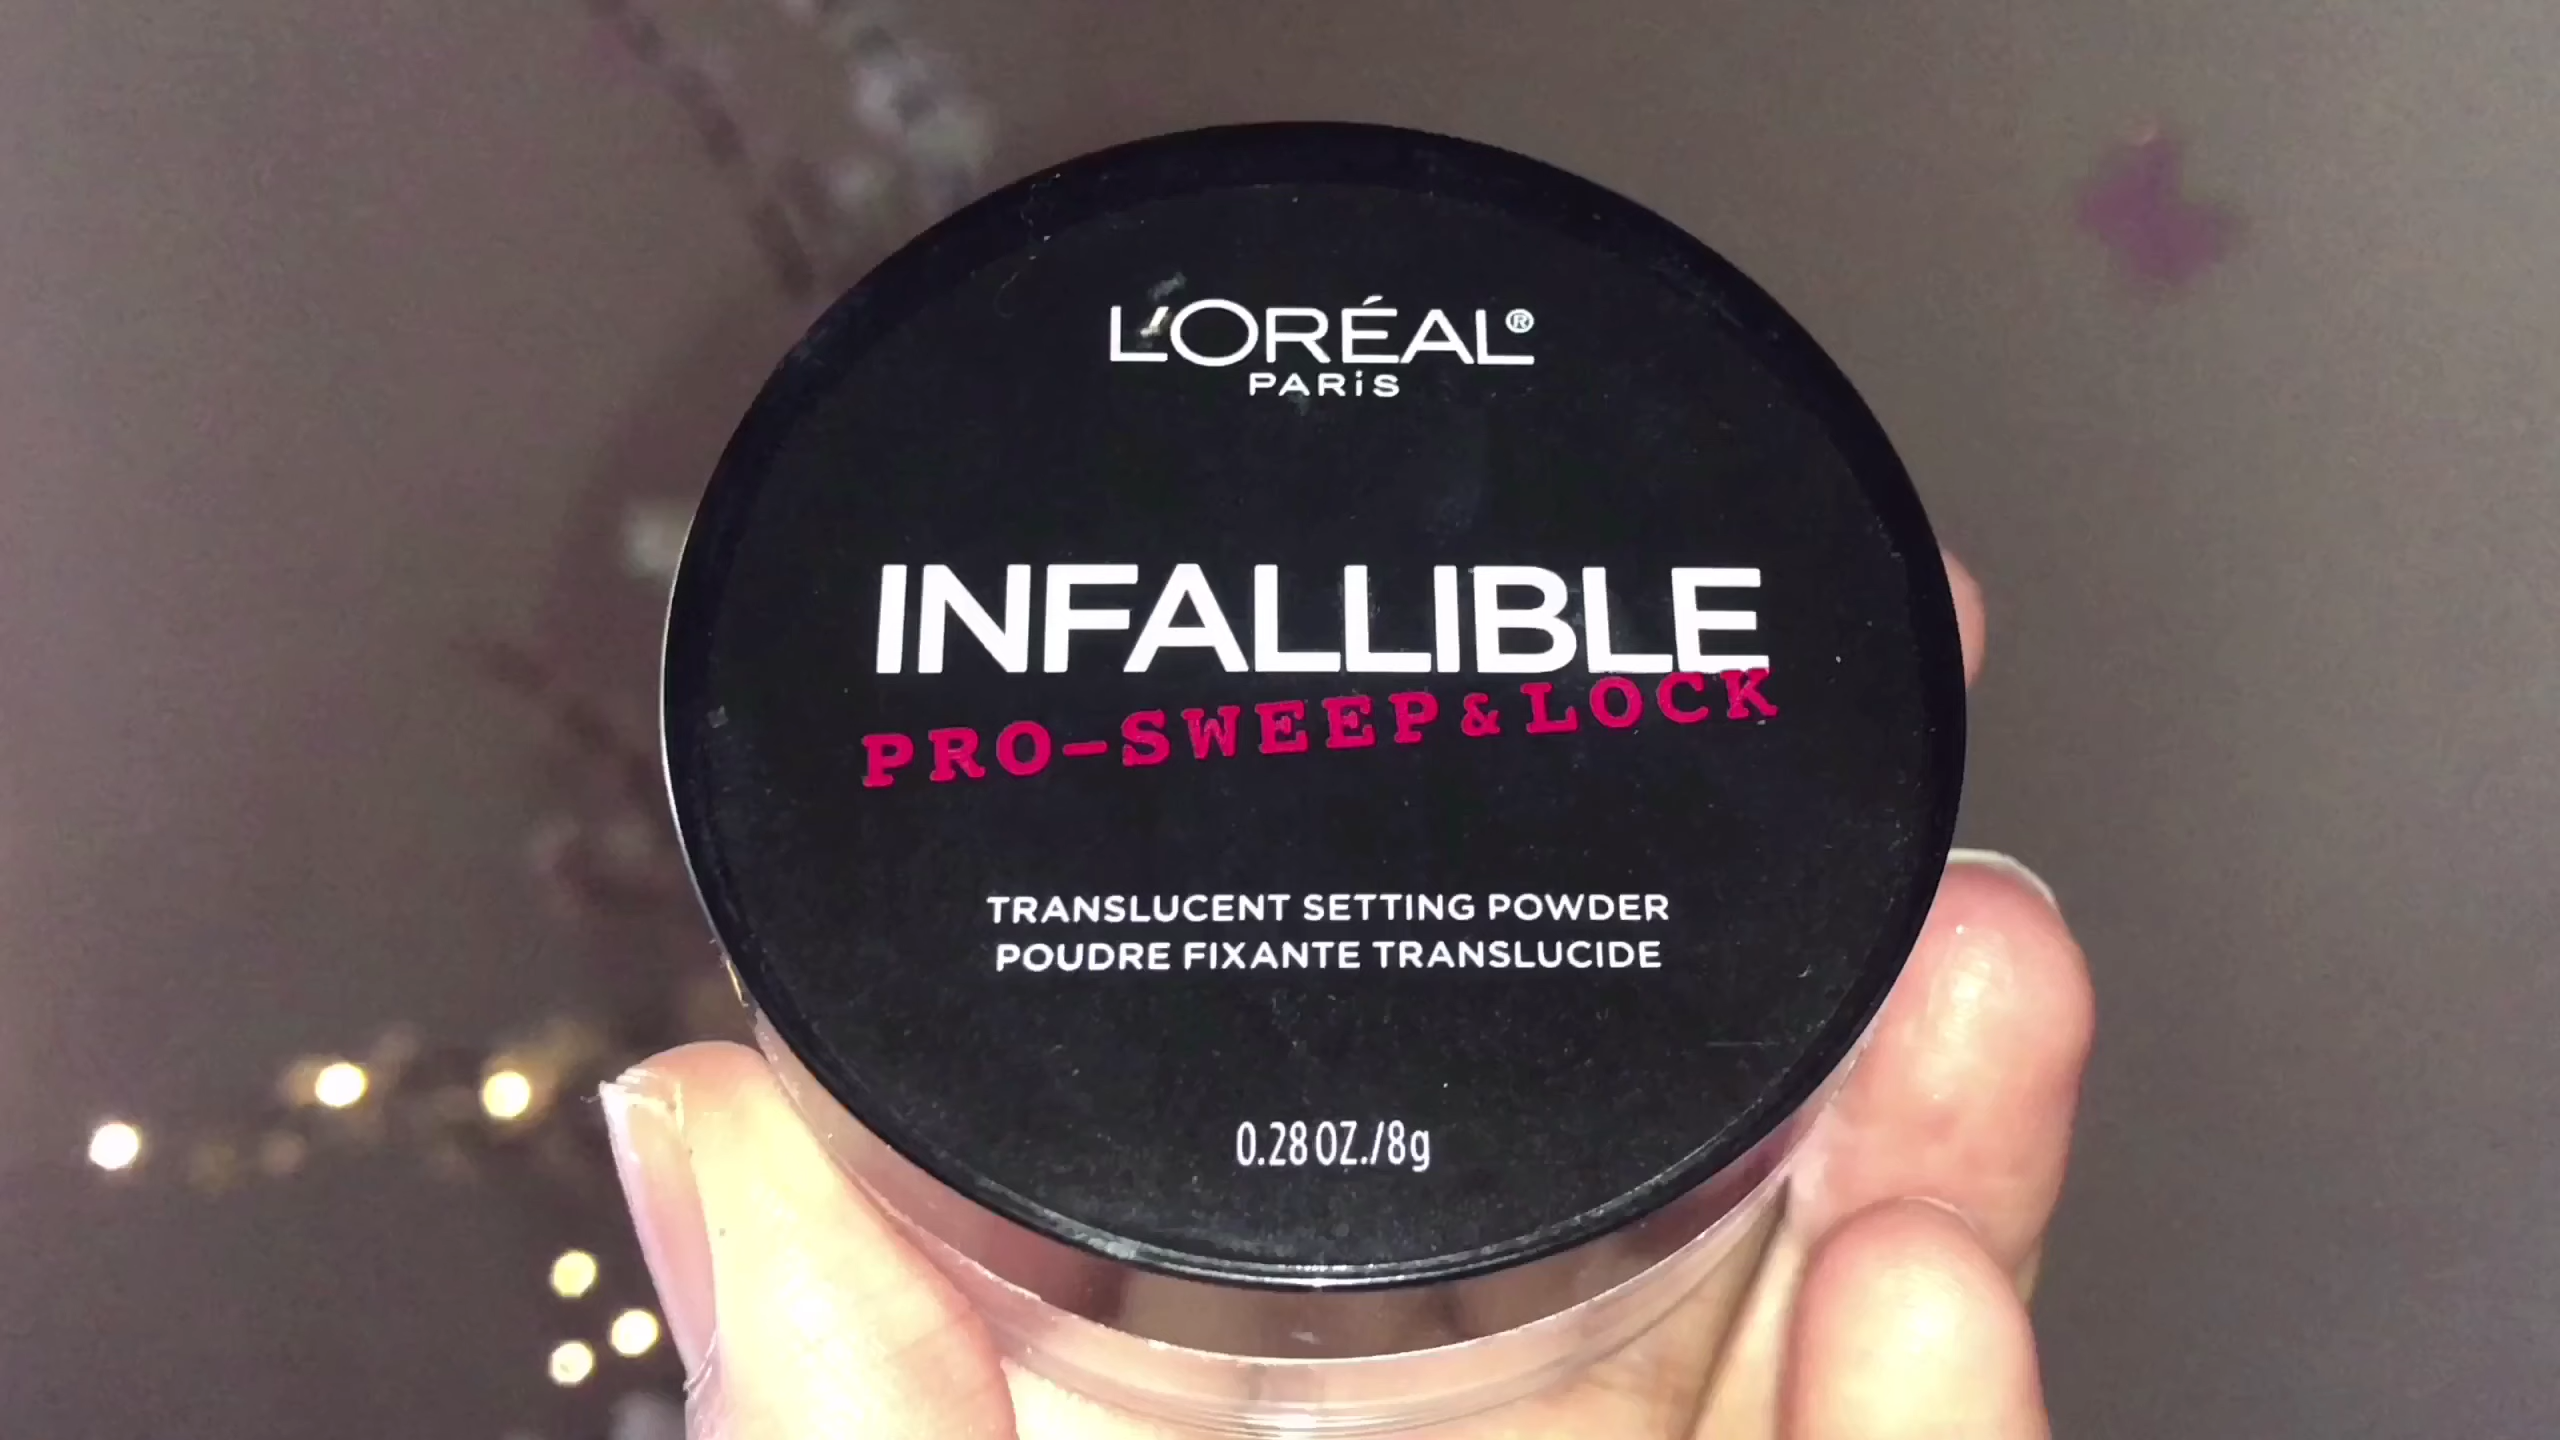 L'ORÉAL®
PARiS
INFALLIBLE
PRO-SWEEP&LOCK
TRANSLUCENT SETTING POWDER
POUDRE FIXANTE TRANSLUCIDE
0.28 OZ./8g